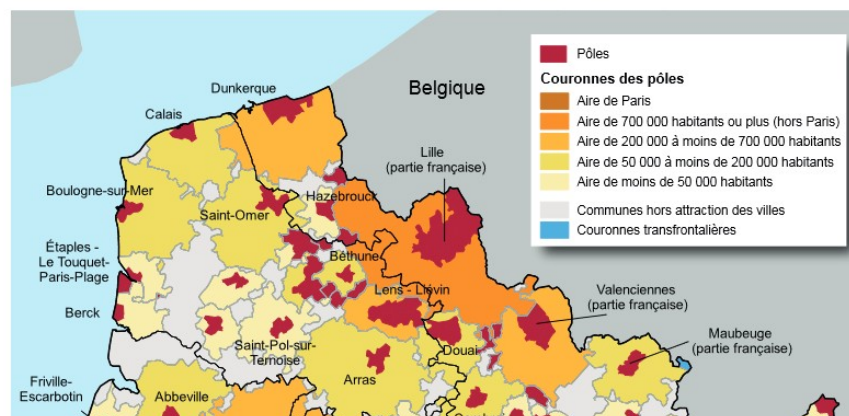 Dunkerque
Belgique
Calais
Lille
(partie française)
Boulogne-sur-Mer
Hazebrouck
Saint-Omer
Étaples -
Le Touquet-
Paris-Plage
Béthune
Lens - Liévin
Berck
Valenciennes
(partie française)
Saint-Pol-sur-
Ternoise
Douai
Maubeuge
(partie française)
Arras
Friville-
Escarbotin
Abbeville
Pôles
Couronnes des pôles
Aire de Paris
Aire de 700 000 habitants ou plus (hors Paris)
Aire de 200 000 à moins de 700 000 habitants
Aire de 50 000 à moins de 200 000 habitants
Aire de moins de 50 000 habitants
Communes hors attraction des villes
Couronnes transfrontalières